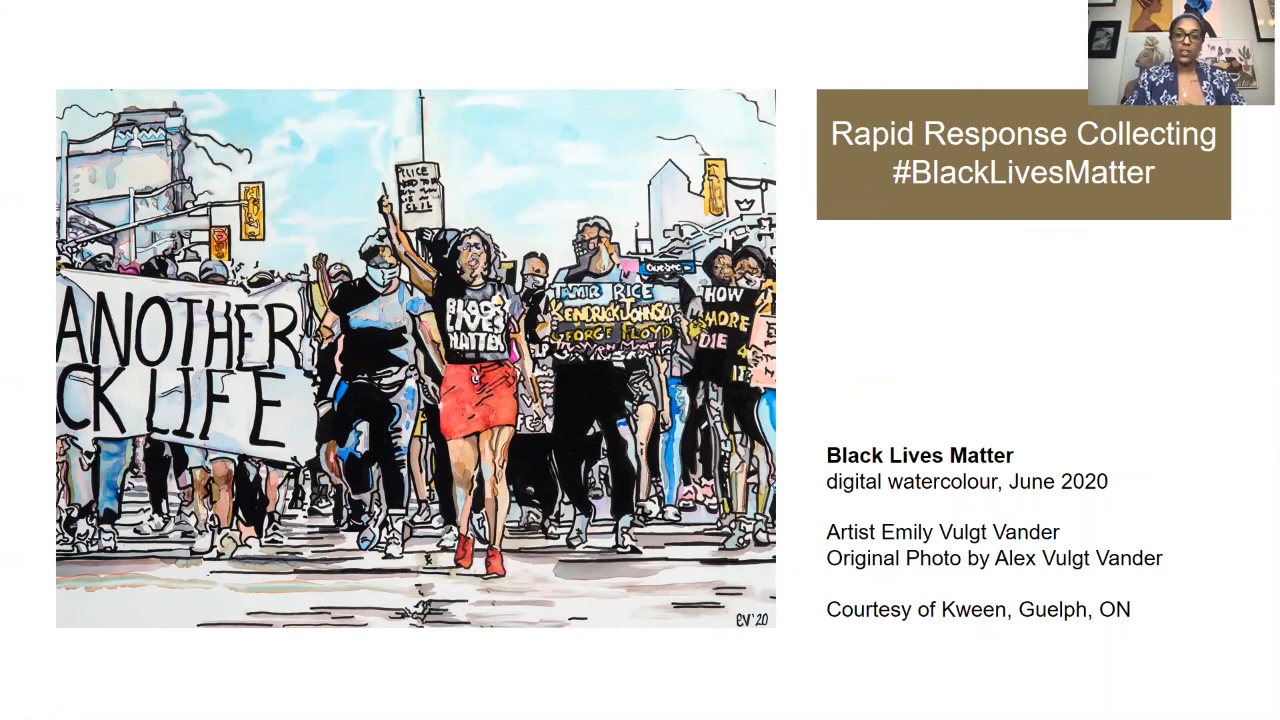 Rapid Response Collecting
#BlackLivesMatter
ANOTHER
CK LIFE
BLACK
LIVES
MATTER
TAMIR RICE
KENDRICK JOHNSO
GEORGE FLOYD
HOW
MORE
DIE
EV'20
Black Lives Matter
digital watercolour, June 2020
Artist Emily Vulgt Vander
Original Photo by Alex Vulgt Vander
Courtesy of Kween, Guelph, ON